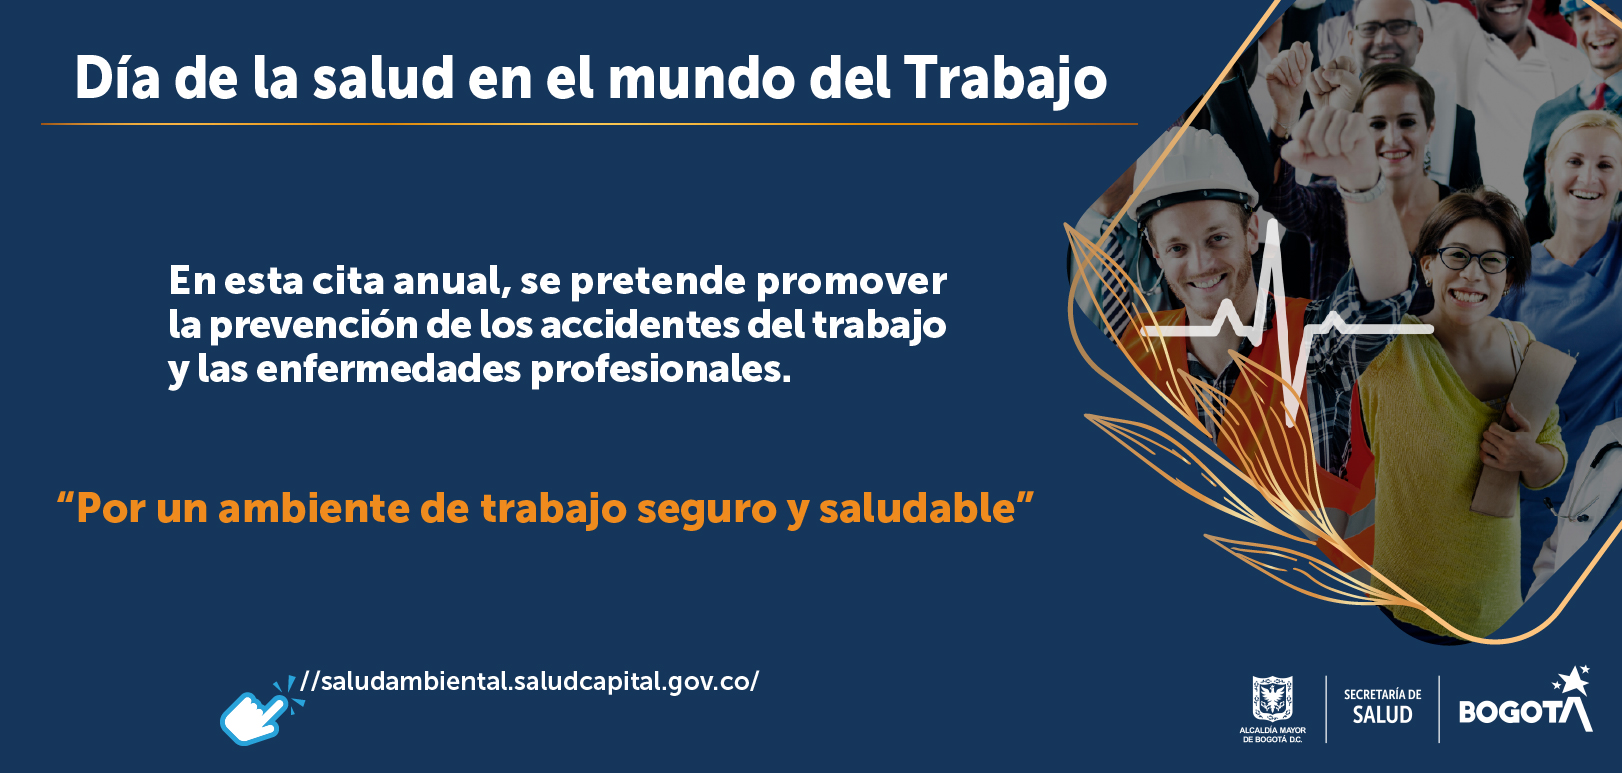 Día de la salud en el mundo del Trabajo
En esta cita anual, se pretende promover
la prevención de los accidentes del trabajo
y las enfermedades profesionales.
“Por un ambiente de trabajo seguro y saludable”
//saludambiental.saludcapital.gov.co/
ALCALDÍA MAYOR
DE BOGOTÁ D.C.
SECRETARÍA DE
SALUD
BOGOTÁ